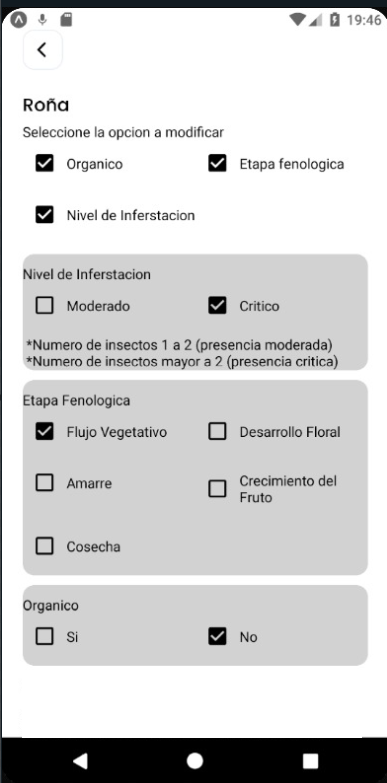 19:46
Roña
Seleccione la opcion a modificar
Organico
Etapa fenologica
Nivel de Inferstacion
Nivel de Inferstacion
Moderado
Critico
*Numero de insectos 1 a 2 (presencia moderada)
*Numero de insectos mayor a 2 (presencia critica)
Etapa Fenologica
Flujo Vegetativo
Desarrollo Floral
Amarre
Crecimiento del
Fruto
Cosecha
Organico
Si
No